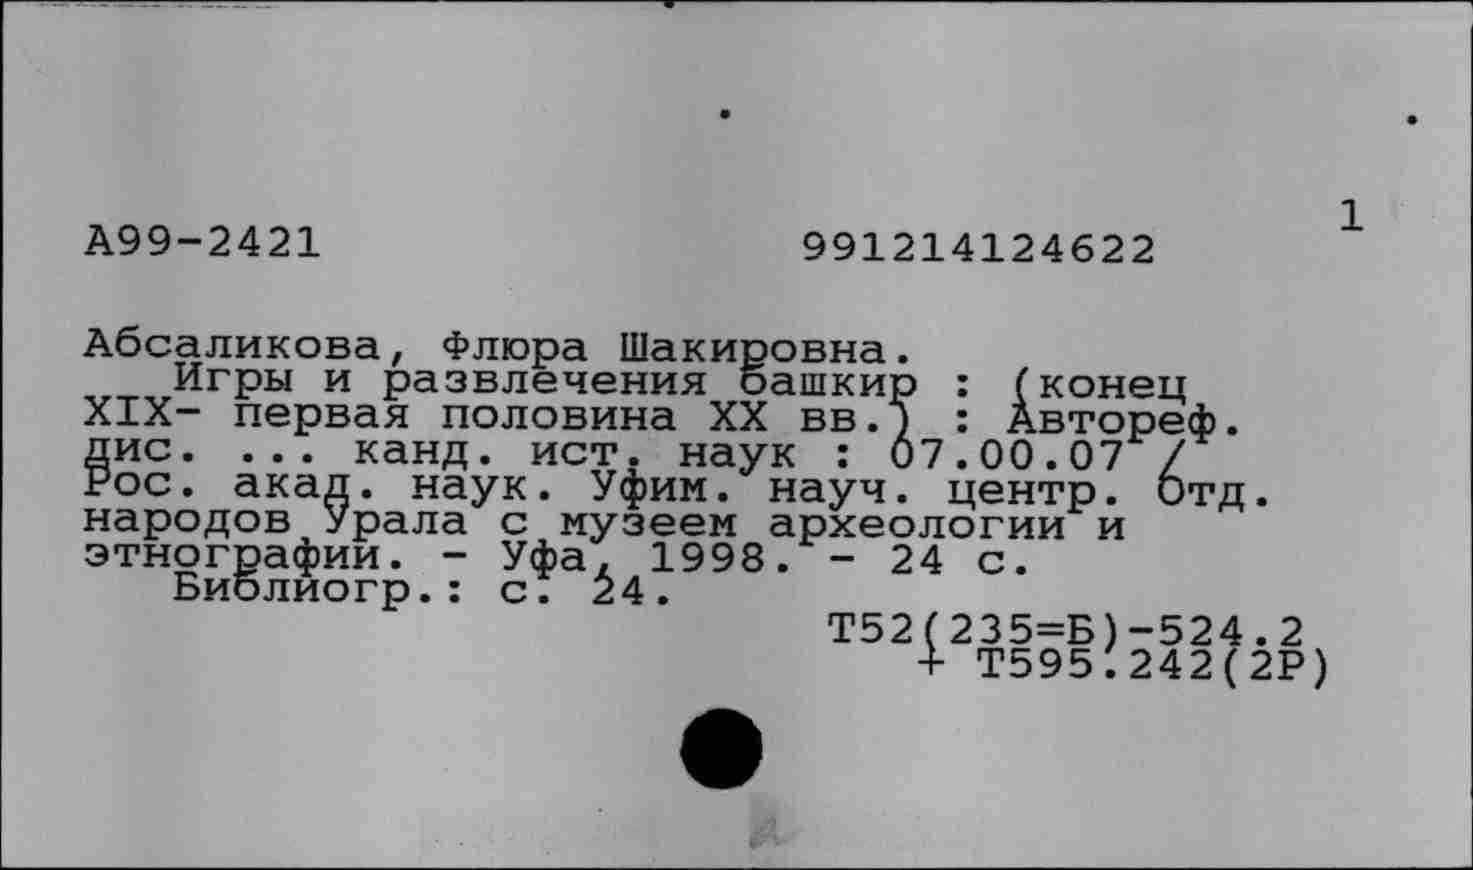 1
А99-2421 991214124622
Абсаликова, Флюра Шакировна.
Игры и развлечения башкир : (конец
XIX- первая половина XX вв.) : Автореф.
дис. ... канд. ист. наук : 07.00.07 /
Рос. акад. наук. Уфим. науч. центр. Отд.
народов Урала с музеем археологии и
этнографии. - Уфа, 1998. - 24 с.
Библиогр.: с. 24.
Т52(235=Б)-524.2
+ Т595.242(2Р)